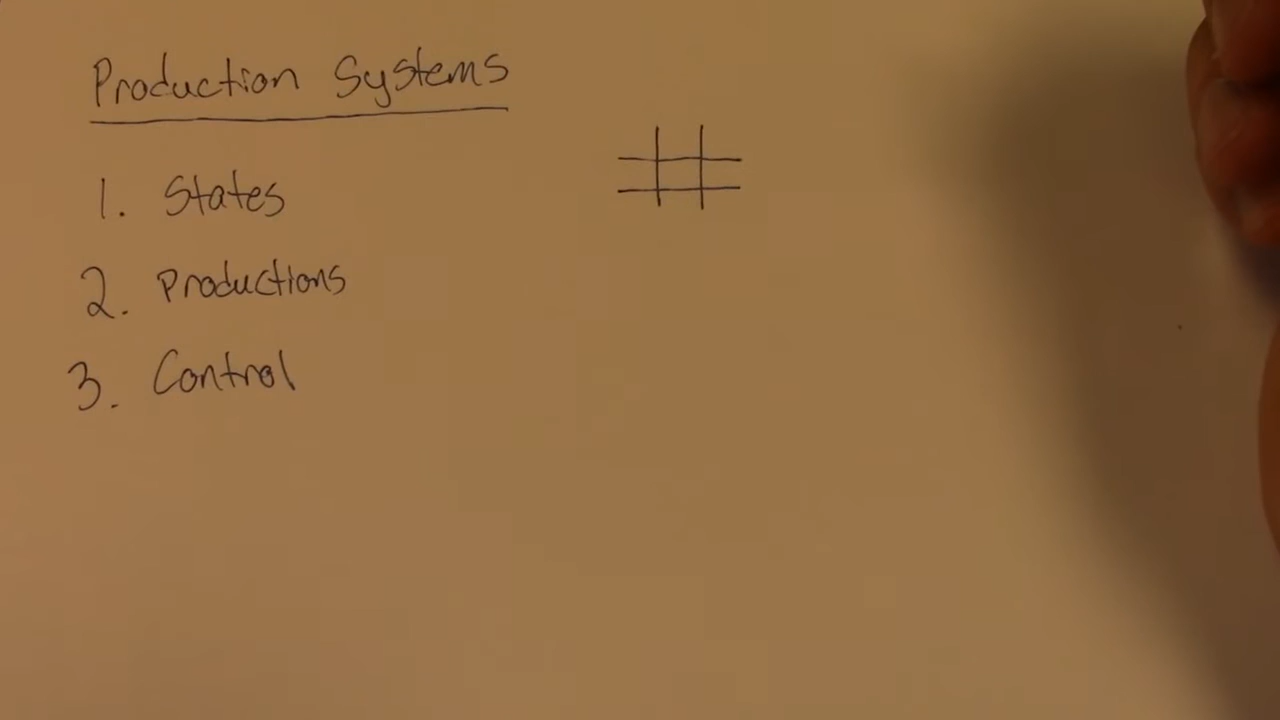 Production Systems
1. States
2. Productions
3. Control